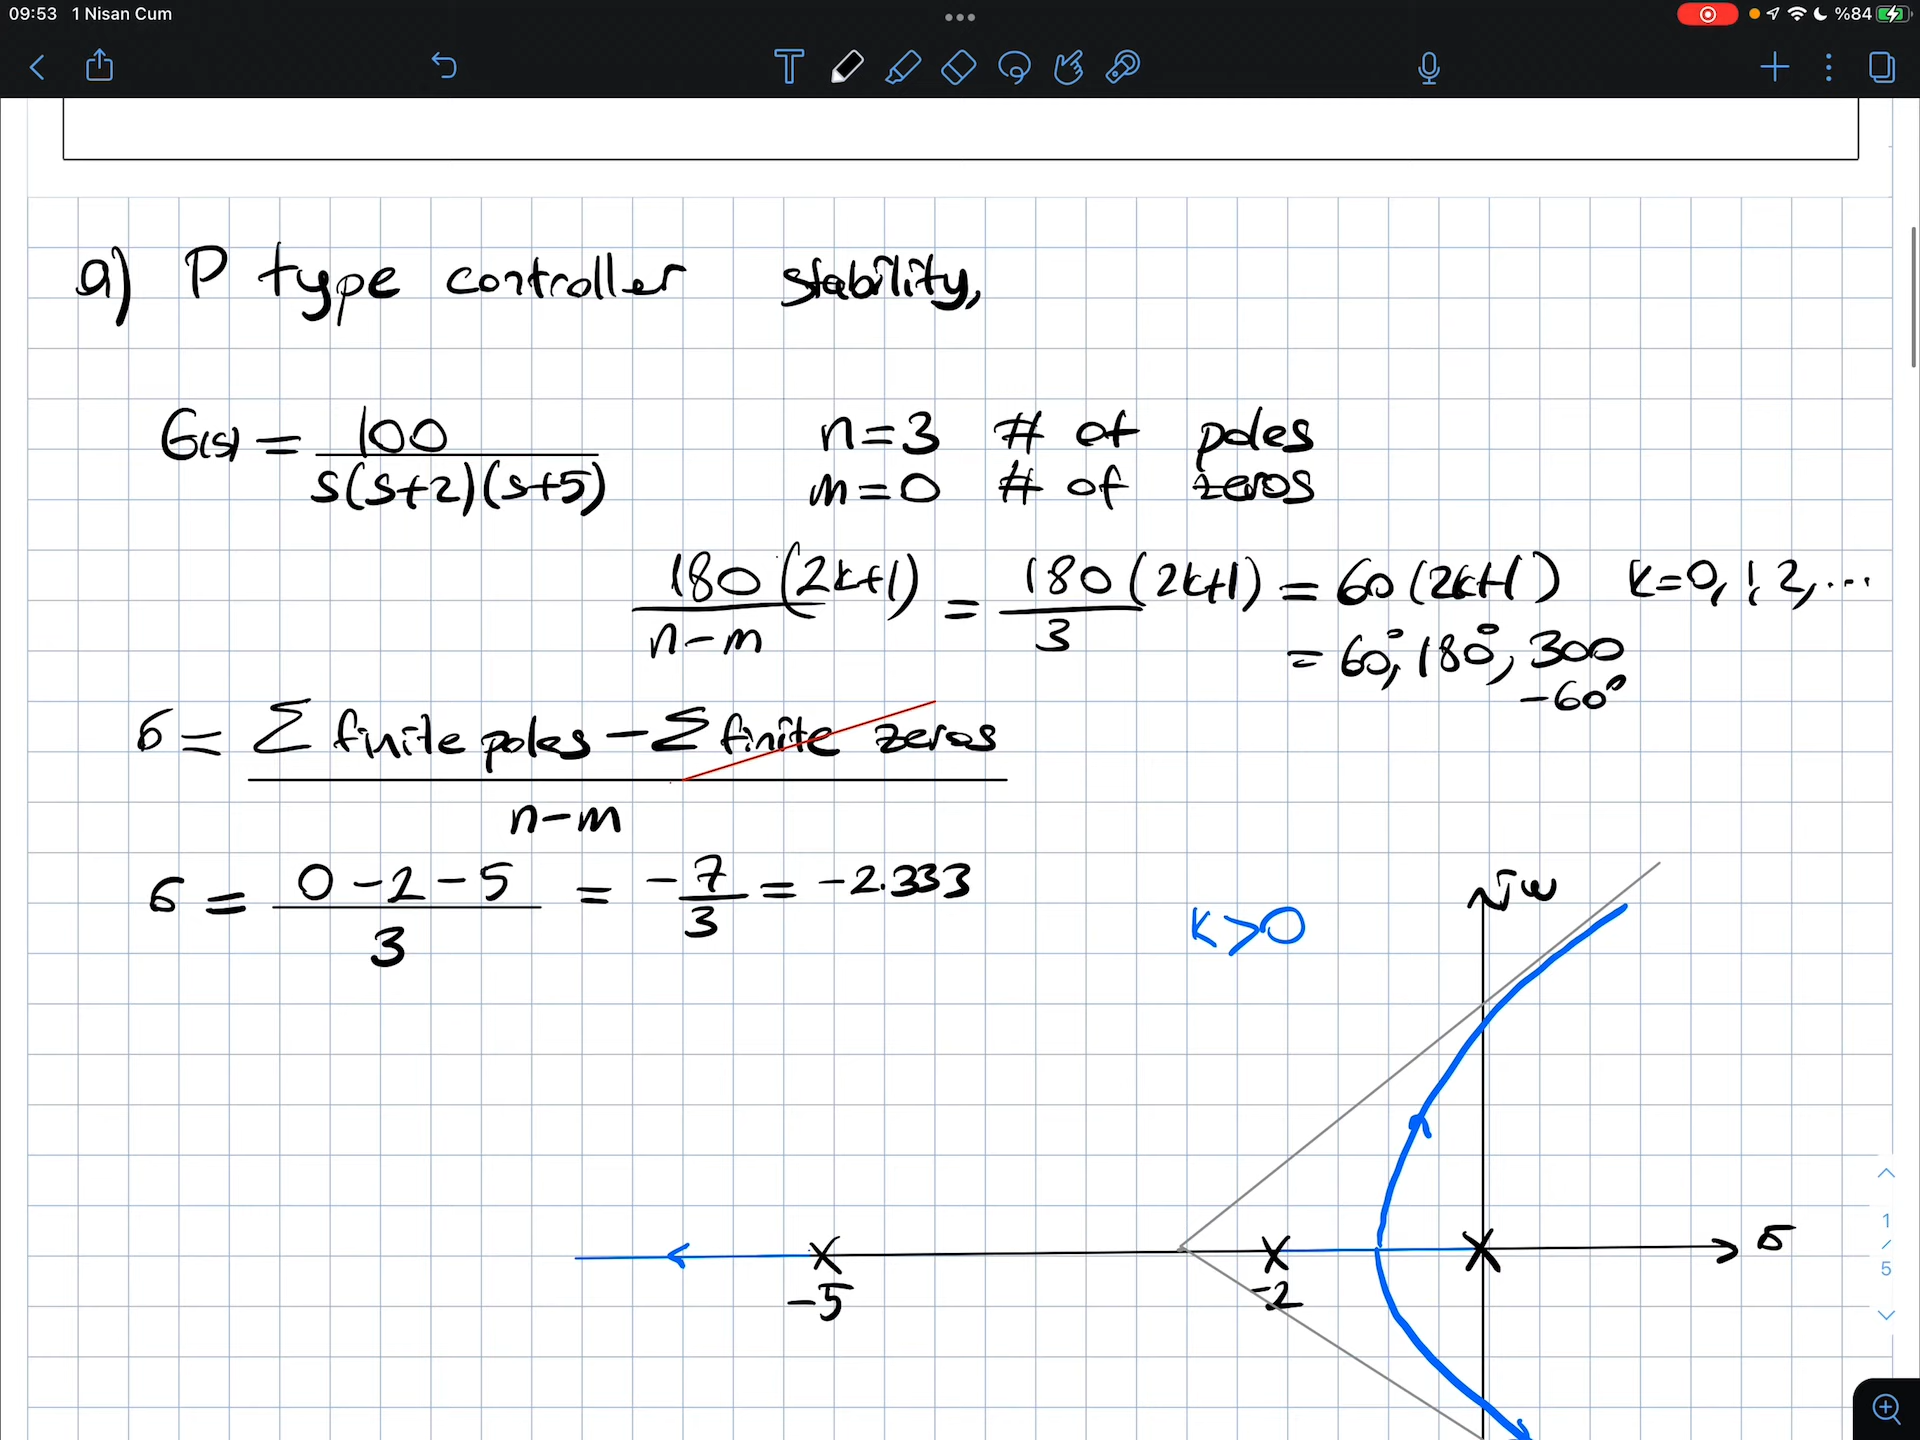 09:53 1 Nisan Cum
%84
T
a) P type controller stability,
G(s) = 100 / s(s+2)(s+5)
n=3 # of poles
m=0 # of zeros
180(2k+1) / n-m = 180(2k+1) / 3 = 60(2k+1) k=0,1,2,...
= 60°, 180°, 300
-60°
σ = Σ finite poles - Σ finite zeros / n-m
σ = 0-2-5 / 3 = -7/3 = -2.333
jω
k>0
σ
-5
-2
1
/
5